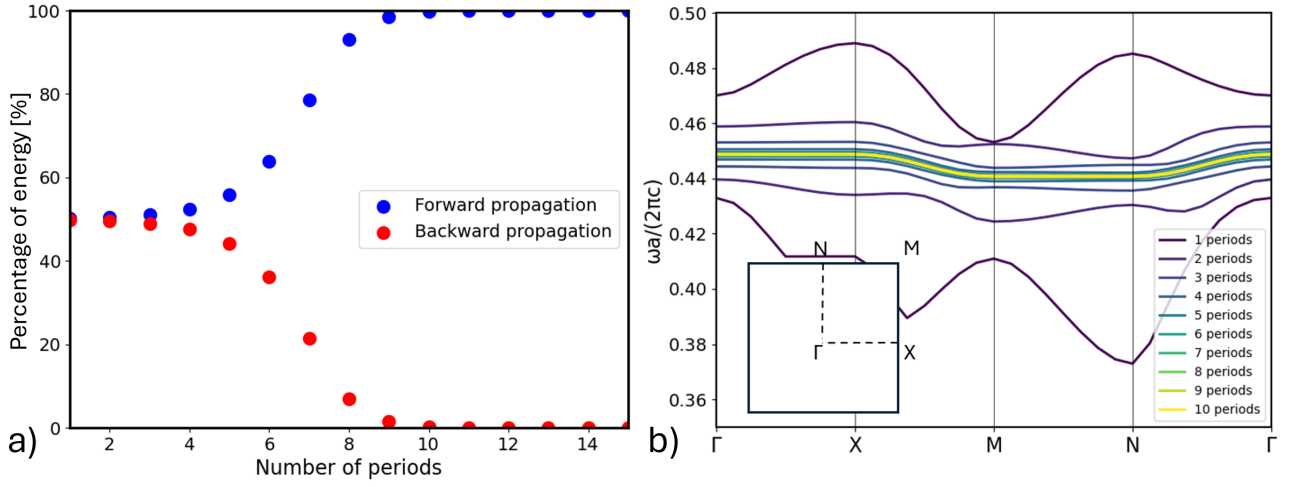 100
80
60
40
20
0
Percentage of energy [%]
Forward propagation
Backward propagation
2
4
6
8
10
12
14
Number of periods
a)
0.50
0.48
0.46
0.44
0.42
0.40
0.38
0.36
ωa/(2πc)
N
M
Γ
X
1 periods
2 periods
3 periods
4 periods
5 periods
6 periods
7 periods
8 periods
9 periods
10 periods
Γ
X
M
N
Γ
b)